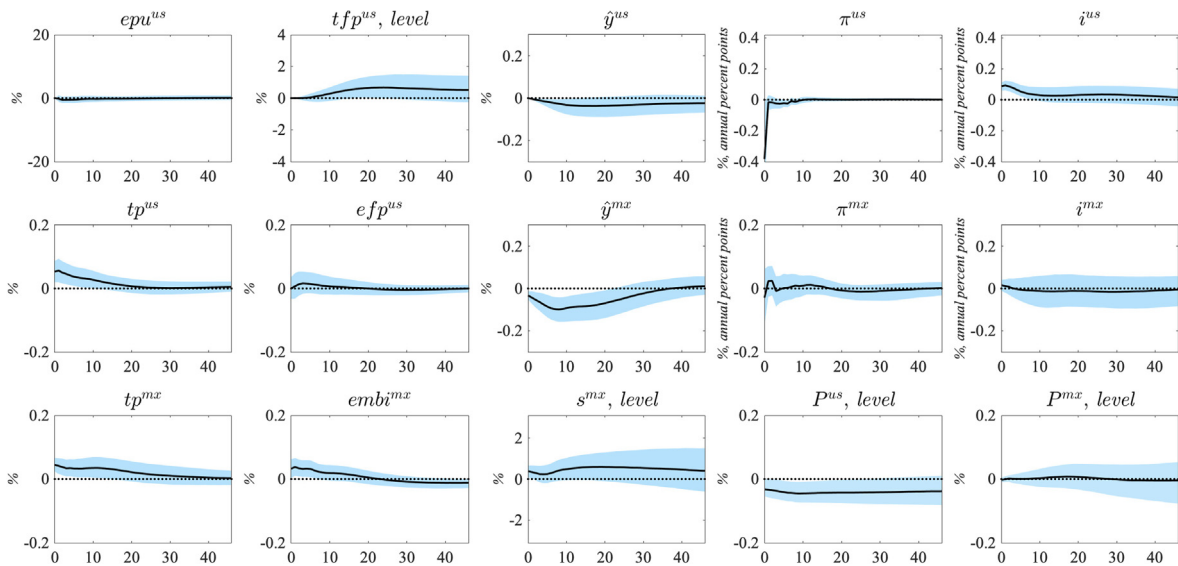 epu^{us} tfp^{us}, level ŷ^{us} π^{us} i^{us}
20 4 0.4 0.4
2 0.2 0.2 0.2
% 0 % 0 % 0 %, annual percent points 0 %, annual percent points 0
-2 -0.2 -0.2 -0.2
-20 -4 -0.4 -0.4
0 10 20 30 40 0 10 20 30 40 0 10 20 30 40 0 10 20 30 40 0 10 20 30 40
tp^{us} efp^{us} ŷ^{mx} π^{mx} i^{mx}
0.2 0.2 0.2 0.2 0.2
% 0 % 0 % 0 %, annual percent points 0 %, annual percent points 0
-0.2 -0.2 -0.2 -0.2 -0.2
0 10 20 30 40 0 10 20 30 40 0 10 20 30 40 0 10 20 30 40 0 10 20 30 40
tp^{mx} embi^{mx} s^{mx}, level P^{us}, level P^{mx}, level
0.2 0.2 2 0.2 0.2
% 0 % 0 % 0 % 0 % 0
-0.2 -0.2 -2 0.2 0.2
0 10 20 30 40 0 10 20 30 40 0 10 20 30 40 0 10 20 30 40 0 10 20 30 40